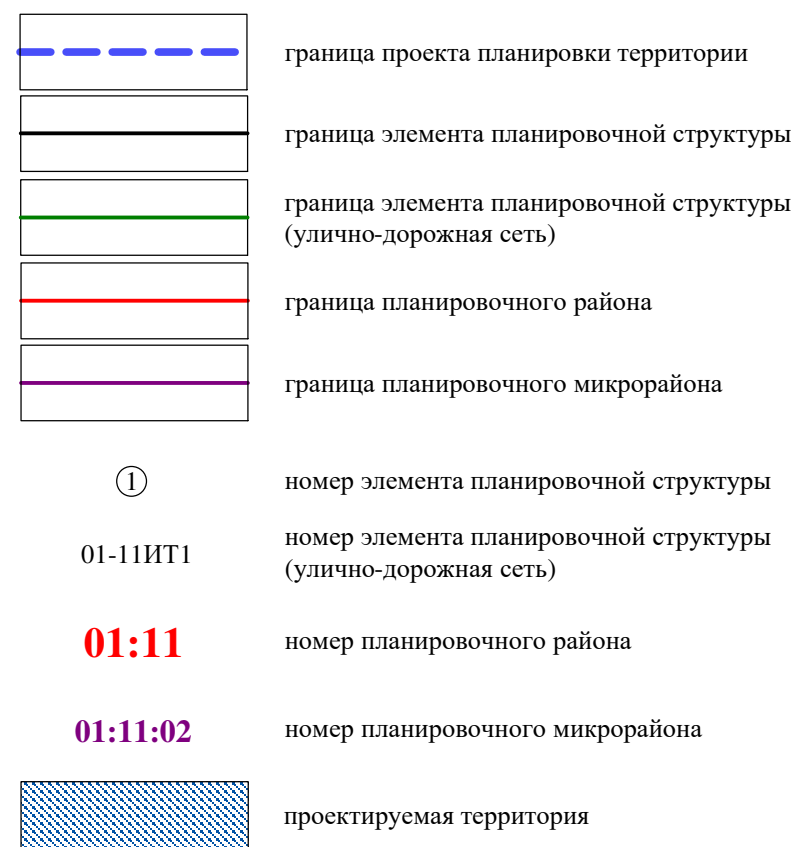 граница проекта планировки территории
граница элемента планировочной структуры
граница элемента планировочной структуры
(улично-дорожная сеть)
граница планировочного района
граница планировочного микрорайона
1 номер элемента планировочной структуры
01-11ИТ1 номер элемента планировочной структуры
(улично-дорожная сеть)
01:11 номер планировочного района
01:11:02 номер планировочного микрорайона
проектируемая территория